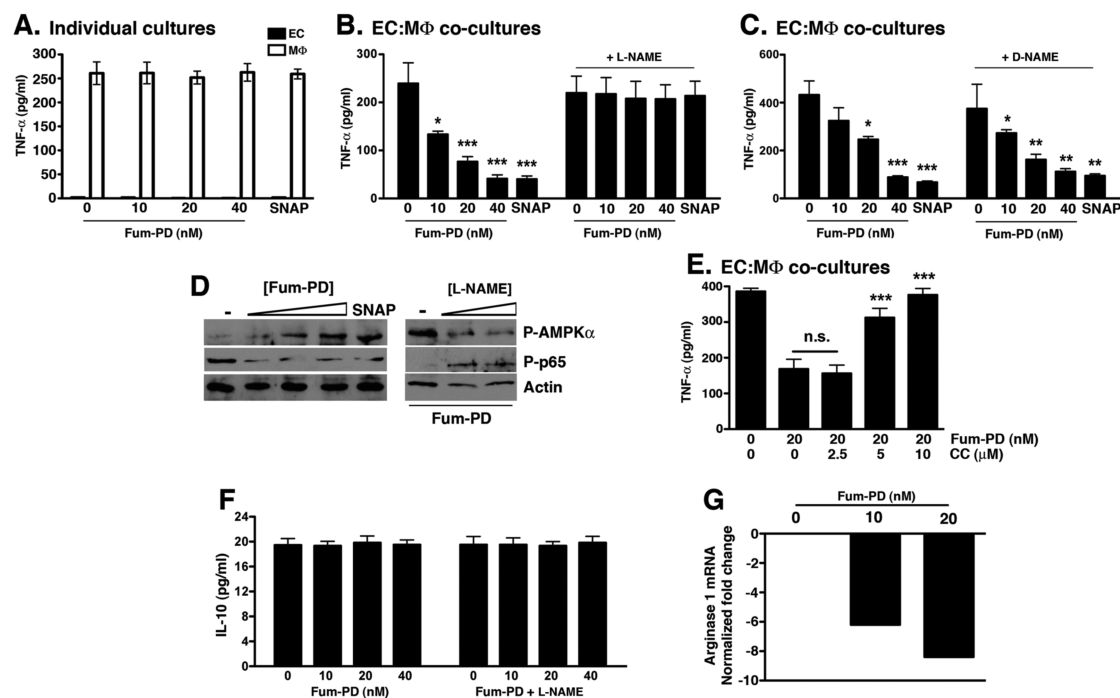 A. Individual cultures
EC
MΦ
TNF-α (pg/ml)
300
250
200
150
100
50
0
0 10 20 40 SNAP
Fum-PD (nM)
B. EC:MΦ co-cultures
+ L-NAME
TNF-α (pg/ml)
300
200
100
0
*
***
***
***
0 10 20 40 SNAP 0 10 20 40 SNAP
Fum-PD (nM) Fum-PD (nM)
C. EC:MΦ co-cultures
+ D-NAME
TNF-α (pg/ml)
600
400
200
0
*
***
***
*
**
**
**
0 10 20 40 SNAP 0 10 20 40 SNAP
Fum-PD (nM) Fum-PD (nM)
D
[Fum-PD] [L-NAME]
- SNAP -
P-AMPKα
P-p65
Actin
Fum-PD
E. EC:MΦ co-cultures
TNF-α (pg/ml)
400
300
200
100
0
n.s.
***
***
0 20 20 20 20 Fum-PD (nM)
0 0 2.5 5 10 CC (μM)
F
IL-10 (pg/ml)
24
20
16
12
8
4
0
0 10 20 40 0 10 20 40
Fum-PD (nM) Fum-PD + L-NAME
G
Fum-PD (nM)
0 10 20
Arginase 1 mRNA
Normalized fold change
0
-2
-4
-6
-8
-10